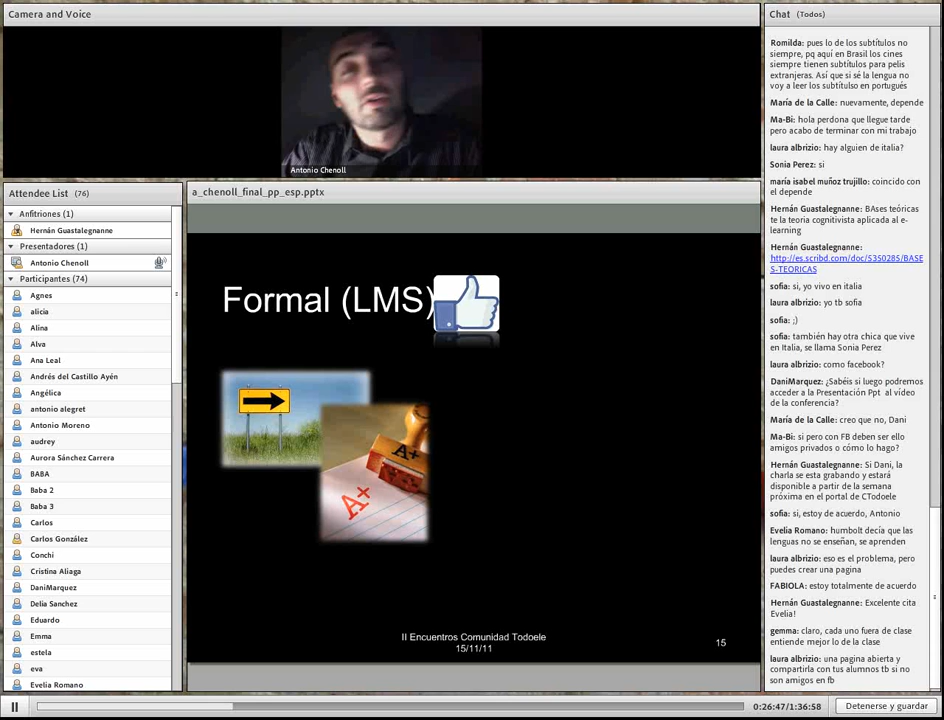 Camera and Voice
Antonio Chenoll
Attendee List (76)
Anfitriones (1)
Hernán Guastalegnanne
Presentadores (1)
Antonio Chenoll
Participantes (74)
Agnes
alicia
Alina
Alva
Ana Leal
Andrés del Castillo Ayén
Angélica
antonio alegret
Antonio Moreno
audrey
Aurora Sánchez Carrera
BABA
Baba 2
Baba 3
Carlos
Carlos González
Conchi
Cristina Aliaga
DaniMarquez
Delia Sanchez
Eduardo
Emma
estela
eva
Evelia Romano
a_chenoll_final_pp_esp.pptx
Formal (LMS)
A+
A+
II Encuentros Comunidad Todoele
15/11/11
15
Chat (Todos)
Romilda: pues lo de los subtítulos no
siempre, pq aquí en Brasil los cines
siempre tienen subtítulos para pelis
extranjeras. Así que si sé la lengua no
voy a leer los subtítulso en portugués
María de la Calle: nuevamente, depende
Ma-Bi: hola perdona que llegue tarde
pero acabo de terminar con mi trabajo
laura albrizio: hay alguien de italia?
Sonia Perez: si
maría isabel muñoz trujillo: coincido con
el depende
Hernán Guastalegnanne: BAses teóricas
te la teoria cognitivista aplicada al e-
learning
Hernán Guastalegnanne:
http://es.scribd.com/doc/5350285/BASE
S-TEORICAS
sofia: si, yo vivo en italia
laura albrizio: yo tb sofia
sofia: ;)
sofia: también hay otra chica que vive
en Italia, se llama Sonia Perez
laura albrizio: como facebook?
DaniMarquez: ¿Sabéis si luego podremos
acceder a la Presentación Ppt al vídeo
de la conferencia?
María de la Calle: creo que no, Dani
Ma-Bi: si pero con FB deben ser ello
amigos privados o cómo lo hago?
Hernán Guastalegnanne: Si Dani, la
charla se esta grabando y estará
disponible a partir de la semana
próxima en el portal de CTodoele
sofia: si, estoy de acuerdo, Antonio
Evelia Romano: humbolt decía que las
lenguas no se enseñan, se aprenden
laura albrizio: eso es el problema, pero
puedes crear una pagina
FABIOLA: estoy totalmente de acuerdo
Hernán Guastalegnanne: Excelente cita
Evelia!
gemma: claro, cada uno fuera de clase
entiende mejor lo de la clase
laura albrizio: una pagina abierta y
compartirla con tus alumnos tb si no
son amigos en fb
0:26:47/1:36:58
Detenerse y guardar